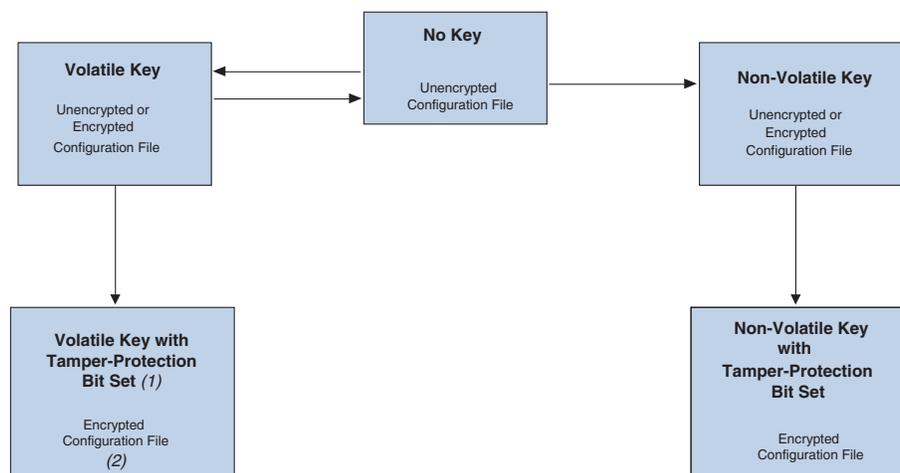 No Key
Unencrypted
Configuration File
Volatile Key
Unencrypted or
Encrypted
Configuration File
Non-Volatile Key
Unencrypted or
Encrypted
Configuration File
Volatile Key with
Tamper-Protection
Bit Set (1)
Encrypted
Configuration File
(2)
Non-Volatile Key
with
Tamper-Protection
Bit Set
Encrypted
Configuration File